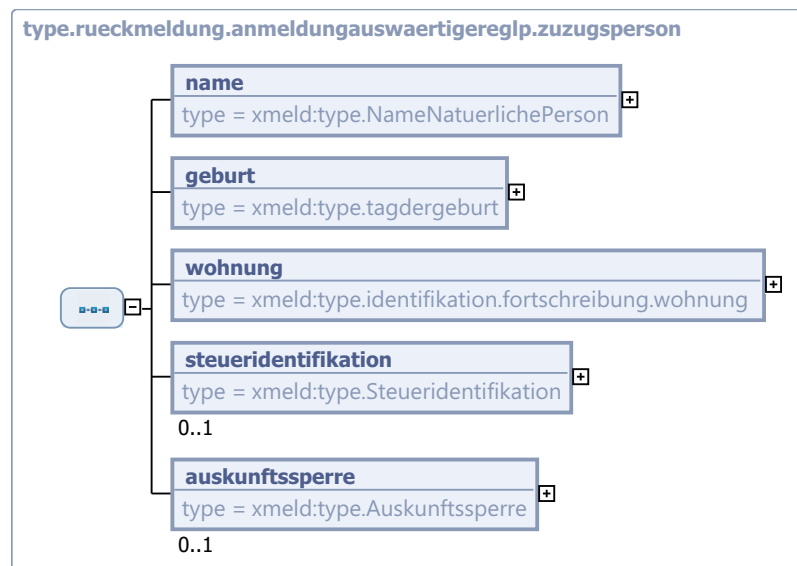 type.rueckmeldung.anmeldungauswaertigereglp.zuzugsperson
name
type = xmeld:type.NameNatuerlichePerson
geburt
type = xmeld:type.tagdergeburt
wohnung
type = xmeld:type.identifikation.fortschreibung.wohnung
steueridentifikation
type = xmeld:type.Steueridentifikation
0..1
auskunftssperre
type = xmeld:type.Auskunftssperre
0..1